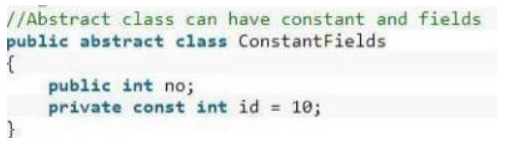 //Abstract class can have constant and fields
public abstract class ConstantFields
{
    public int no;
    private const int id = 10;
}